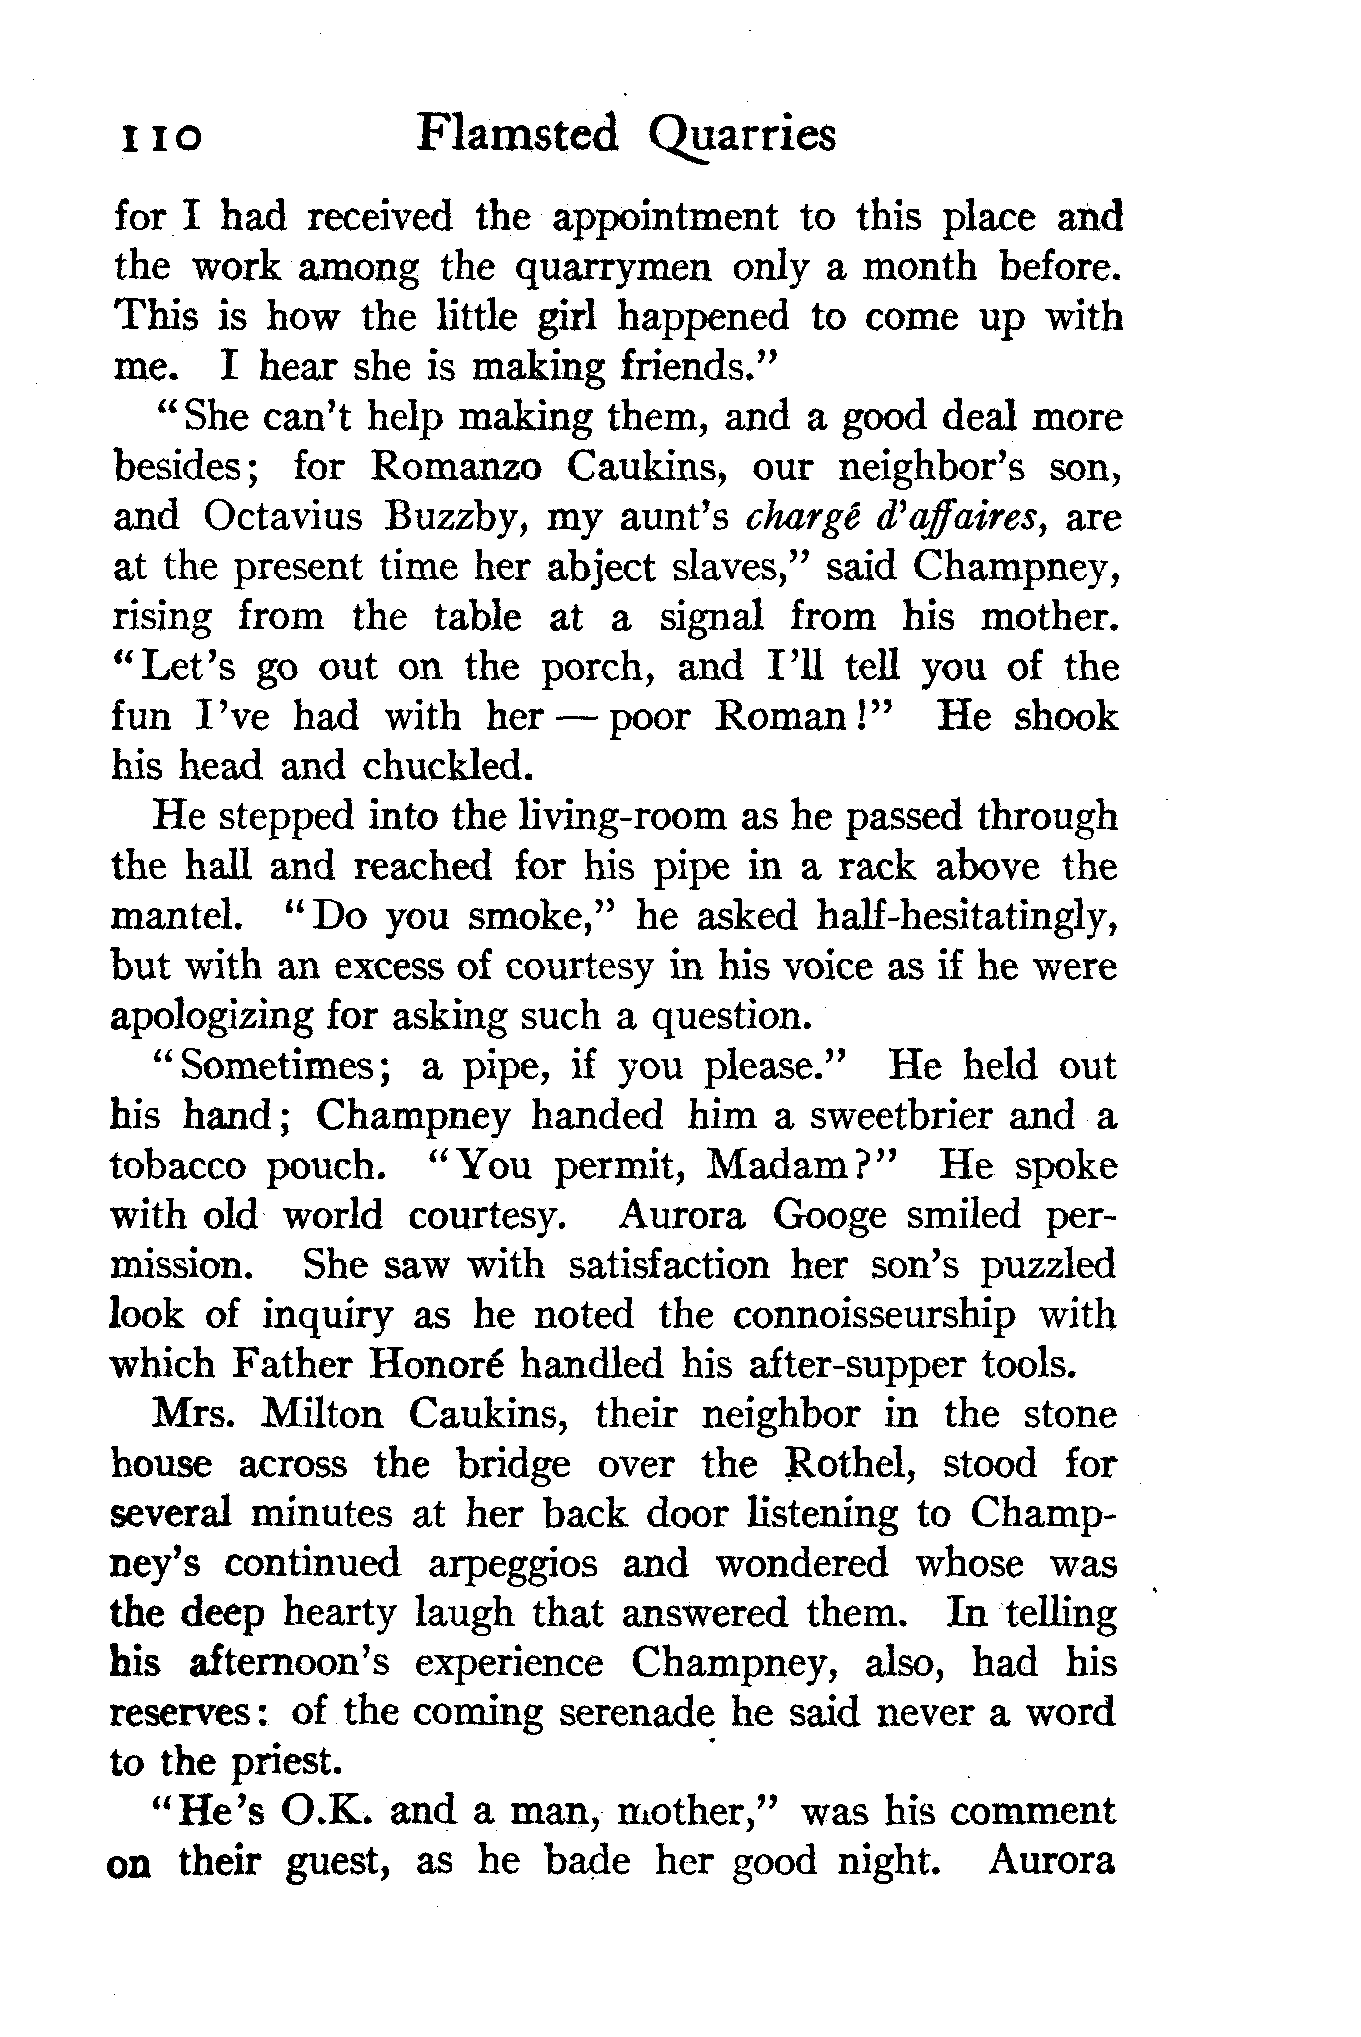 110 Flamsted Quarries
for I had received the appointment to this place and
the work among the quarrymen only a month before.
This is how the little girl happened to come up with
me. I hear she is making friends.”
“She can’t help making them, and a good deal more
besides; for Romanzo Caukins, our neighbor’s son,
and Octavius Buzzby, my aunt’s chargé d’affaires, are
at the present time her abject slaves,” said Champney,
rising from the table at a signal from his mother.
“Let’s go out on the porch, and I’ll tell you of the
fun I’ve had with her — poor Roman!” He shook
his head and chuckled.
He stepped into the living-room as he passed through
the hall and reached for his pipe in a rack above the
mantel. “Do you smoke,” he asked half-hesitatingly,
but with an excess of courtesy in his voice as if he were
apologizing for asking such a question.
“Sometimes; a pipe, if you please.” He held out
his hand; Champney handed him a sweetbrier and a
tobacco pouch. “You permit, Madam?” He spoke
with old world courtesy. Aurora Googe smiled per-
mission. She saw with satisfaction her son’s puzzled
look of inquiry as he noted the connoisseurship with
which Father Honoré handled his after-supper tools.
Mrs. Milton Caukins, their neighbor in the stone
house across the bridge over the Rothel, stood for
several minutes at her back door listening to Champ-
ney’s continued arpeggios and wondered whose was
the deep hearty laugh that answered them. In telling
his afternoon’s experience Champney, also, had his
reserves: of the coming serenade he said never a word
to the priest.
“He’s O.K. and a man, mother,” was his comment
on their guest, as he bade her good night. Aurora